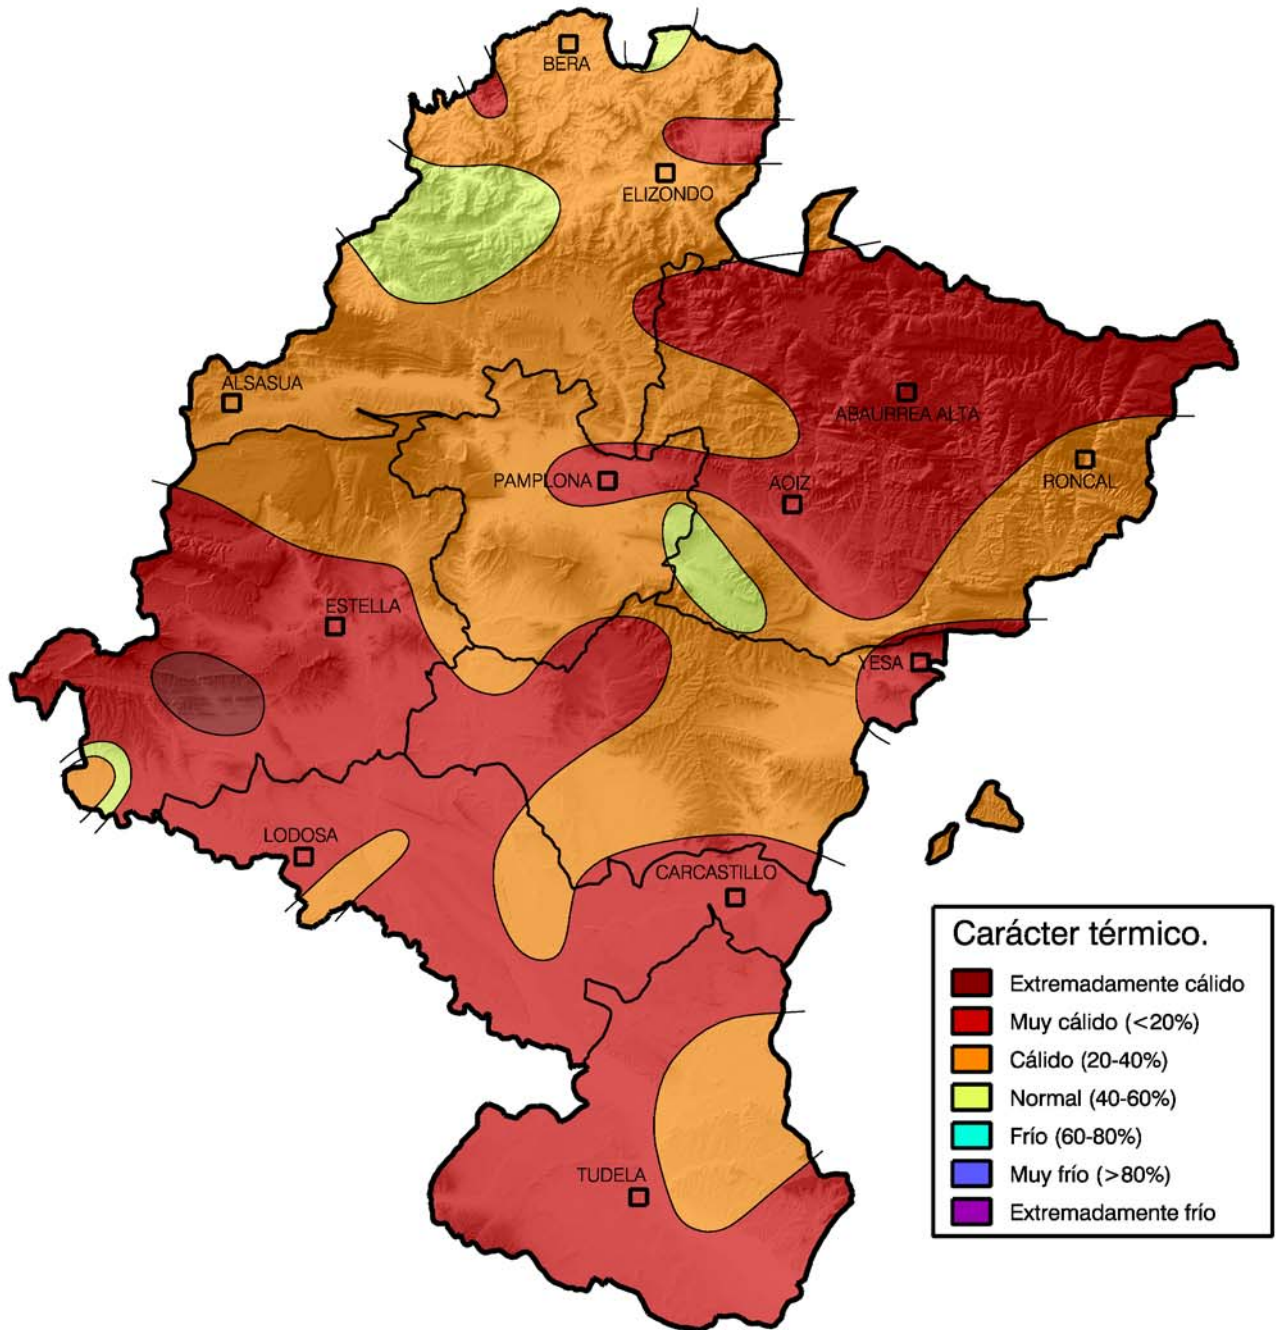 BERA
ELIZONDO
ALSASUA
ABAURREA ALTA
PAMPLONA
AOIZ
RONCAL
ESTELLA
YESA
LODOSA
CARCASTILLO
TUDELA
Carácter térmico.
Extremadamente cálido
Muy cálido (<20%)
Cálido (20-40%)
Normal (40-60%)
Frío (60-80%)
Muy frío (>80%)
Extremadamente frío